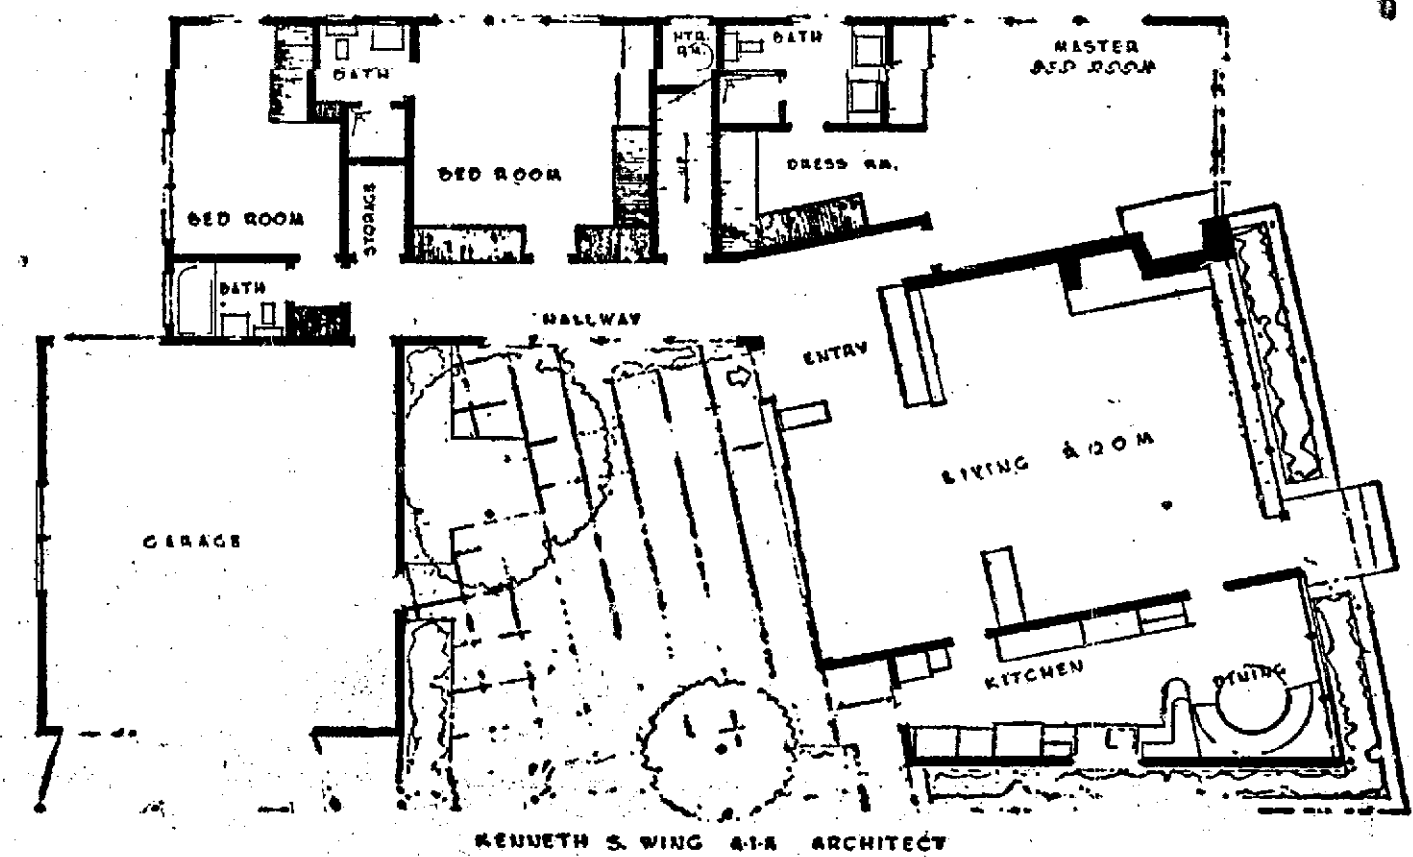 HTR.
RM.
BATH
MASTER
BED ROOM
BATH
DRESS RM.
UP
BED ROOM
BED ROOM
STORAGE
BATH
HALLWAY
ENTRY
LIVING ROOM
GARAGE
KITCHEN
DINING
KENNETH S. WING A·I·A ARCHITECT